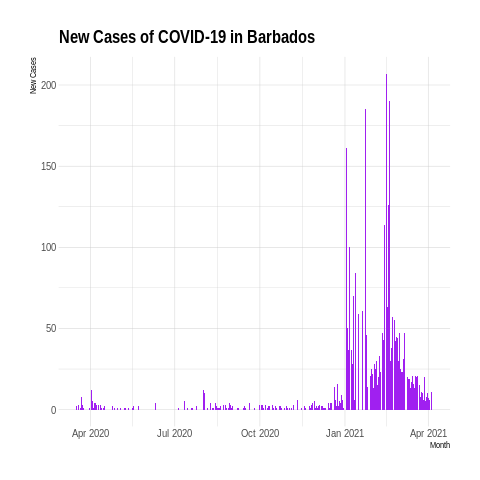 New Cases of COVID-19 in Barbados
New Cases
200
150
100
50
0
Apr 2020
Jul 2020
Oct 2020
Jan 2021
Apr 2021
Month